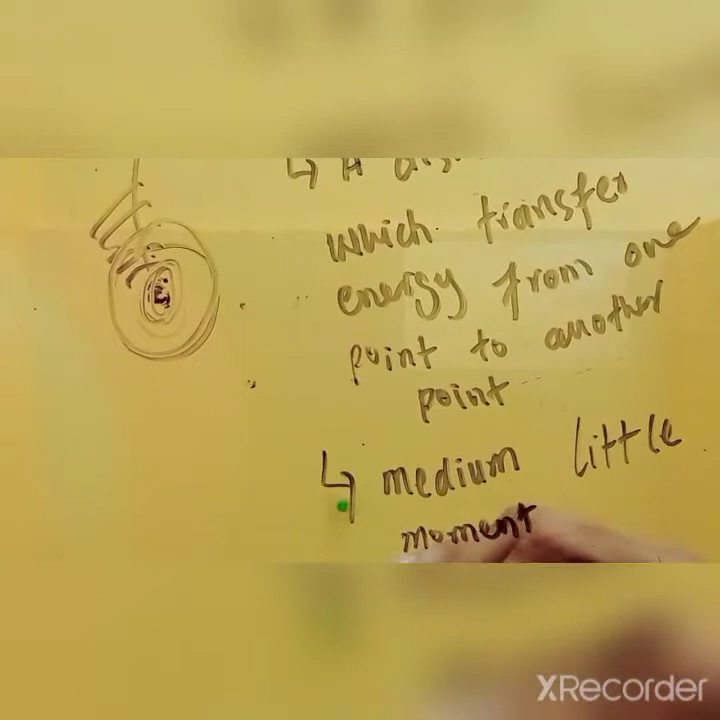 which transfer
energy from one
point to another
point
medium little
moment
XRecorder